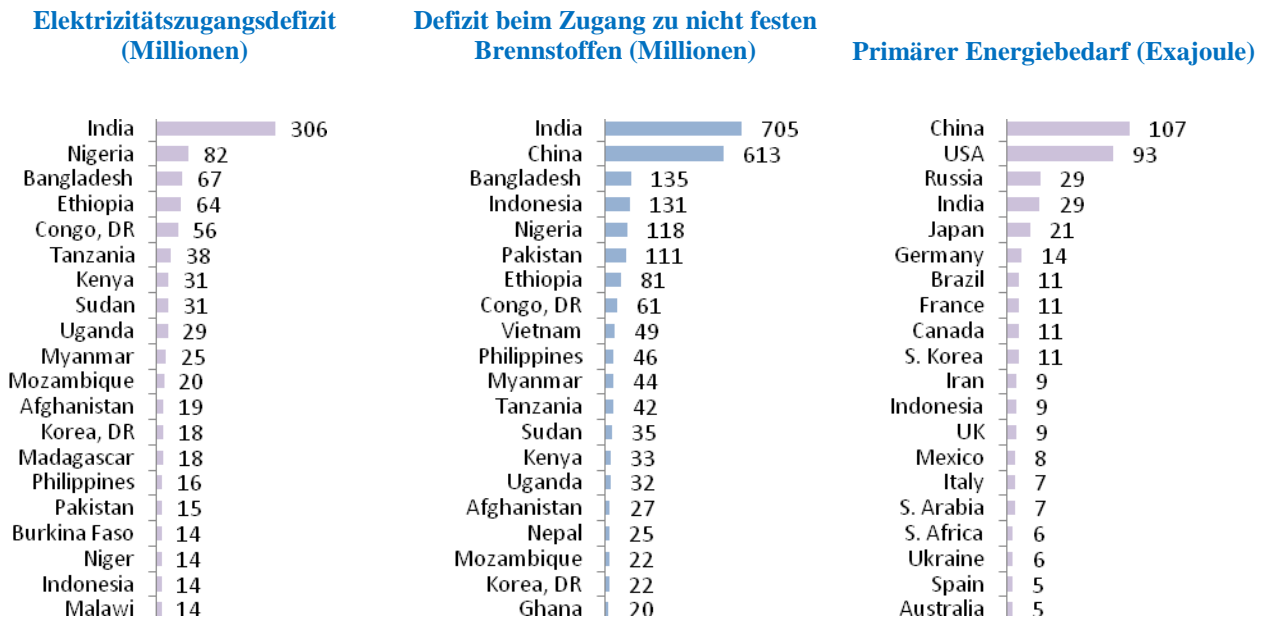 Elektrizitätszugangsdefizit
(Millionen)
India 306
Nigeria 82
Bangladesh 67
Ethiopia 64
Congo, DR 56
Tanzania 38
Kenya 31
Sudan 31
Uganda 29
Myanmar 25
Mozambique 20
Afghanistan 19
Korea, DR 18
Madagascar 18
Philippines 16
Pakistan 15
Burkina Faso 14
Niger 14
Indonesia 14
Malawi 14
Defizit beim Zugang zu nicht festen
Brennstoffen (Millionen)
India 705
China 613
Bangladesh 135
Indonesia 131
Nigeria 118
Pakistan 111
Ethiopia 81
Congo, DR 61
Vietnam 49
Philippines 46
Myanmar 44
Tanzania 42
Sudan 35
Kenya 33
Uganda 32
Afghanistan 27
Nepal 25
Mozambique 22
Korea, DR 22
Ghana 20
Primärer Energiebedarf (Exajoule)
China 107
USA 93
Russia 29
India 29
Japan 21
Germany 14
Brazil 11
France 11
Canada 11
S. Korea 11
Iran 9
Indonesia 9
UK 9
Mexico 8
Italy 7
S. Arabia 7
S. Africa 6
Ukraine 6
Spain 5
Australia 5